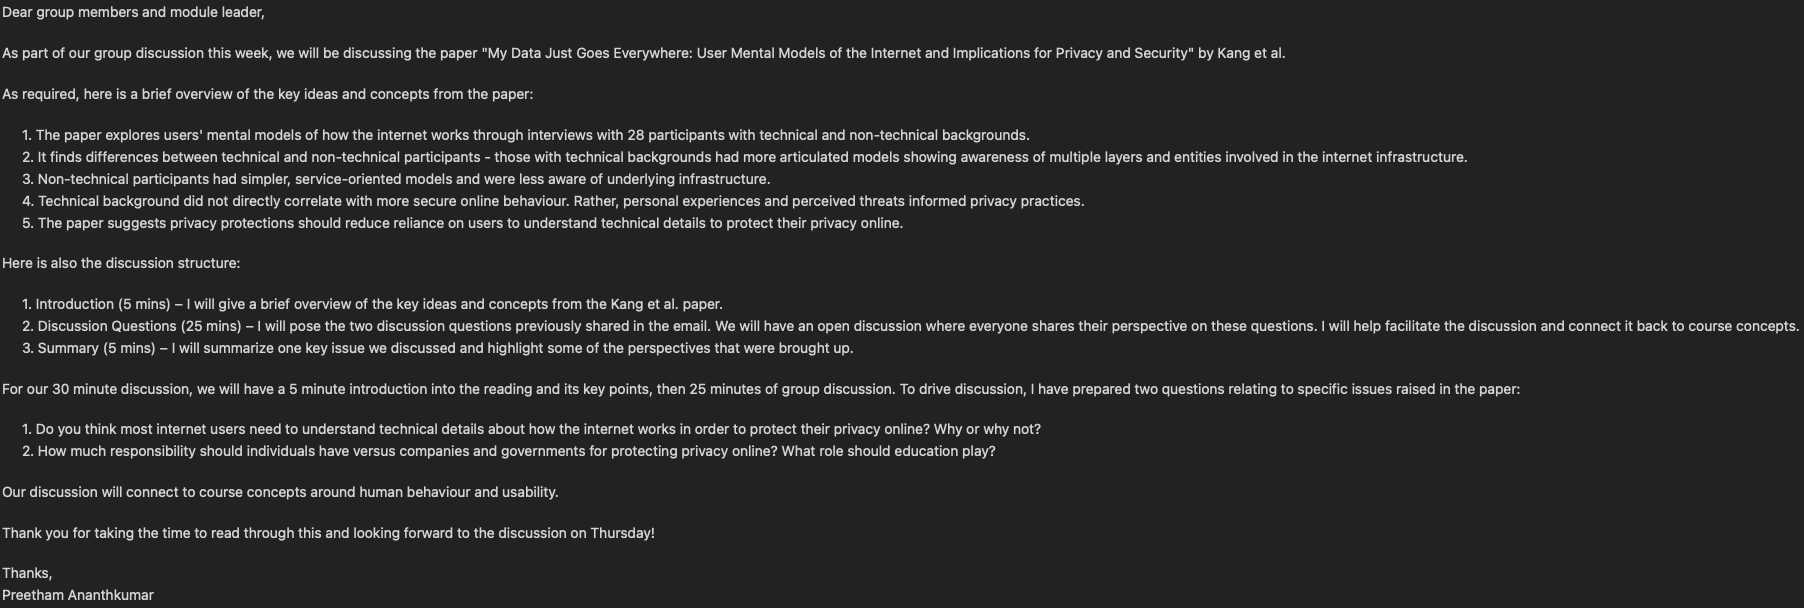 Dear group members and module leader,
As part of our group discussion this week, we will be discussing the paper "My Data Just Goes Everywhere: User Mental Models of the Internet and Implications for Privacy and Security" by Kang et al.
As required, here is a brief overview of the key ideas and concepts from the paper:
1. The paper explores users' mental models of how the internet works through interviews with 28 participants with technical and non-technical backgrounds.
2. It finds differences between technical and non-technical participants - those with technical backgrounds had more articulated models showing awareness of multiple layers and entities involved in the internet infrastructure.
3. Non-technical participants had simpler, service-oriented models and were less aware of underlying infrastructure.
4. Technical background did not directly correlate with more secure online behaviour. Rather, personal experiences and perceived threats informed privacy practices.
5. The paper suggests privacy protections should reduce reliance on users to understand technical details to protect their privacy online.
Here is also the discussion structure:
1. Introduction (5 mins) – I will give a brief overview of the key ideas and concepts from the Kang et al. paper.
2. Discussion Questions (25 mins) – I will pose the two discussion questions previously shared in the email. We will have an open discussion where everyone shares their perspective on these questions. I will help facilitate the discussion and connect it back to course concepts.
3. Summary (5 mins) – I will summarize one key issue we discussed and highlight some of the perspectives that were brought up.
For our 30 minute discussion, we will have a 5 minute introduction into the reading and its key points, then 25 minutes of group discussion. To drive discussion, I have prepared two questions relating to specific issues raised in the paper:
1. Do you think most internet users need to understand technical details about how the internet works in order to protect their privacy online? Why or why not?
2. How much responsibility should individuals have versus companies and governments for protecting privacy online? What role should education play?
Our discussion will connect to course concepts around human behaviour and usability.
Thank you for taking the time to read through this and looking forward to the discussion on Thursday!
Thanks,
Preetham Ananthkumar